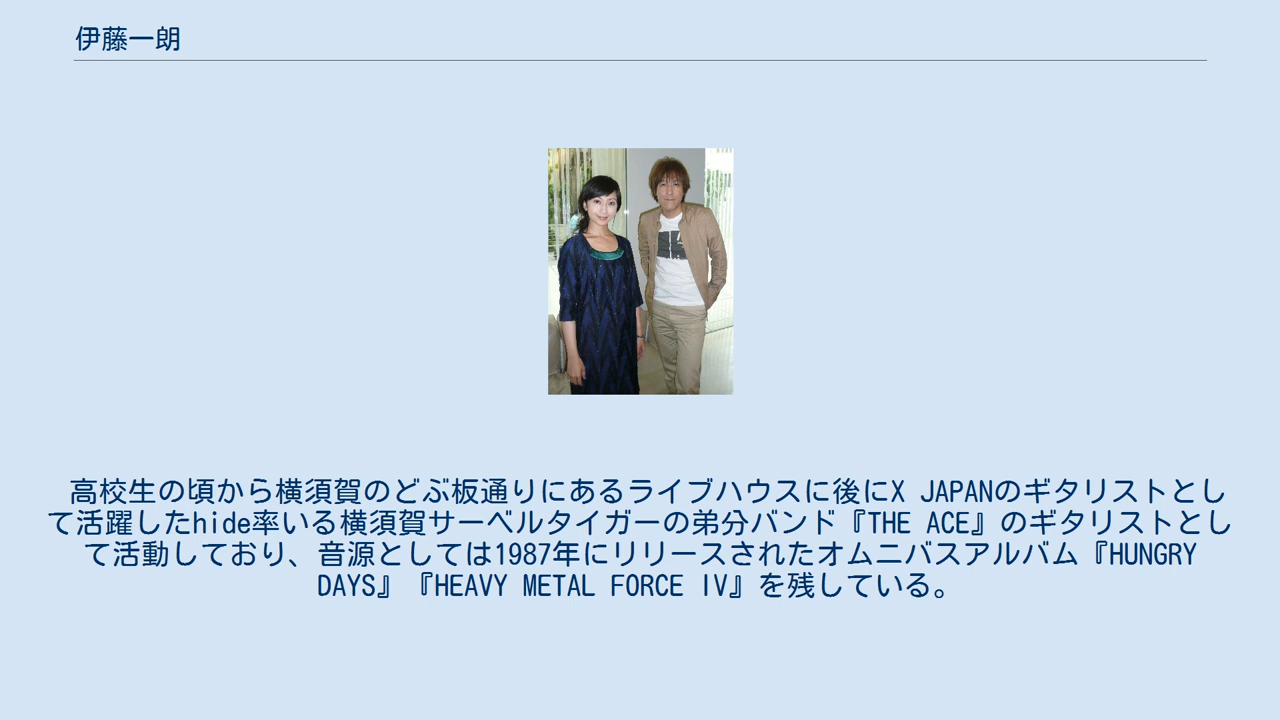 伊藤一朗
高校生の頃から横須賀のどぶ板通りにあるライブハウスに後にX JAPANのギタリストとし
て活躍したhide率いる横須賀サーベルタイガーの弟分バンド『THE ACE』のギタリストとし
て活動しており、音源としては1987年にリリースされたオムニバスアルバム『HUNGRY
DAYS』『HEAVY METAL FORCE IV』を残している。